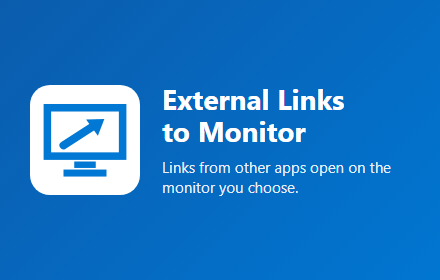 External Links
to Monitor
Links from other apps open on the
monitor you choose.